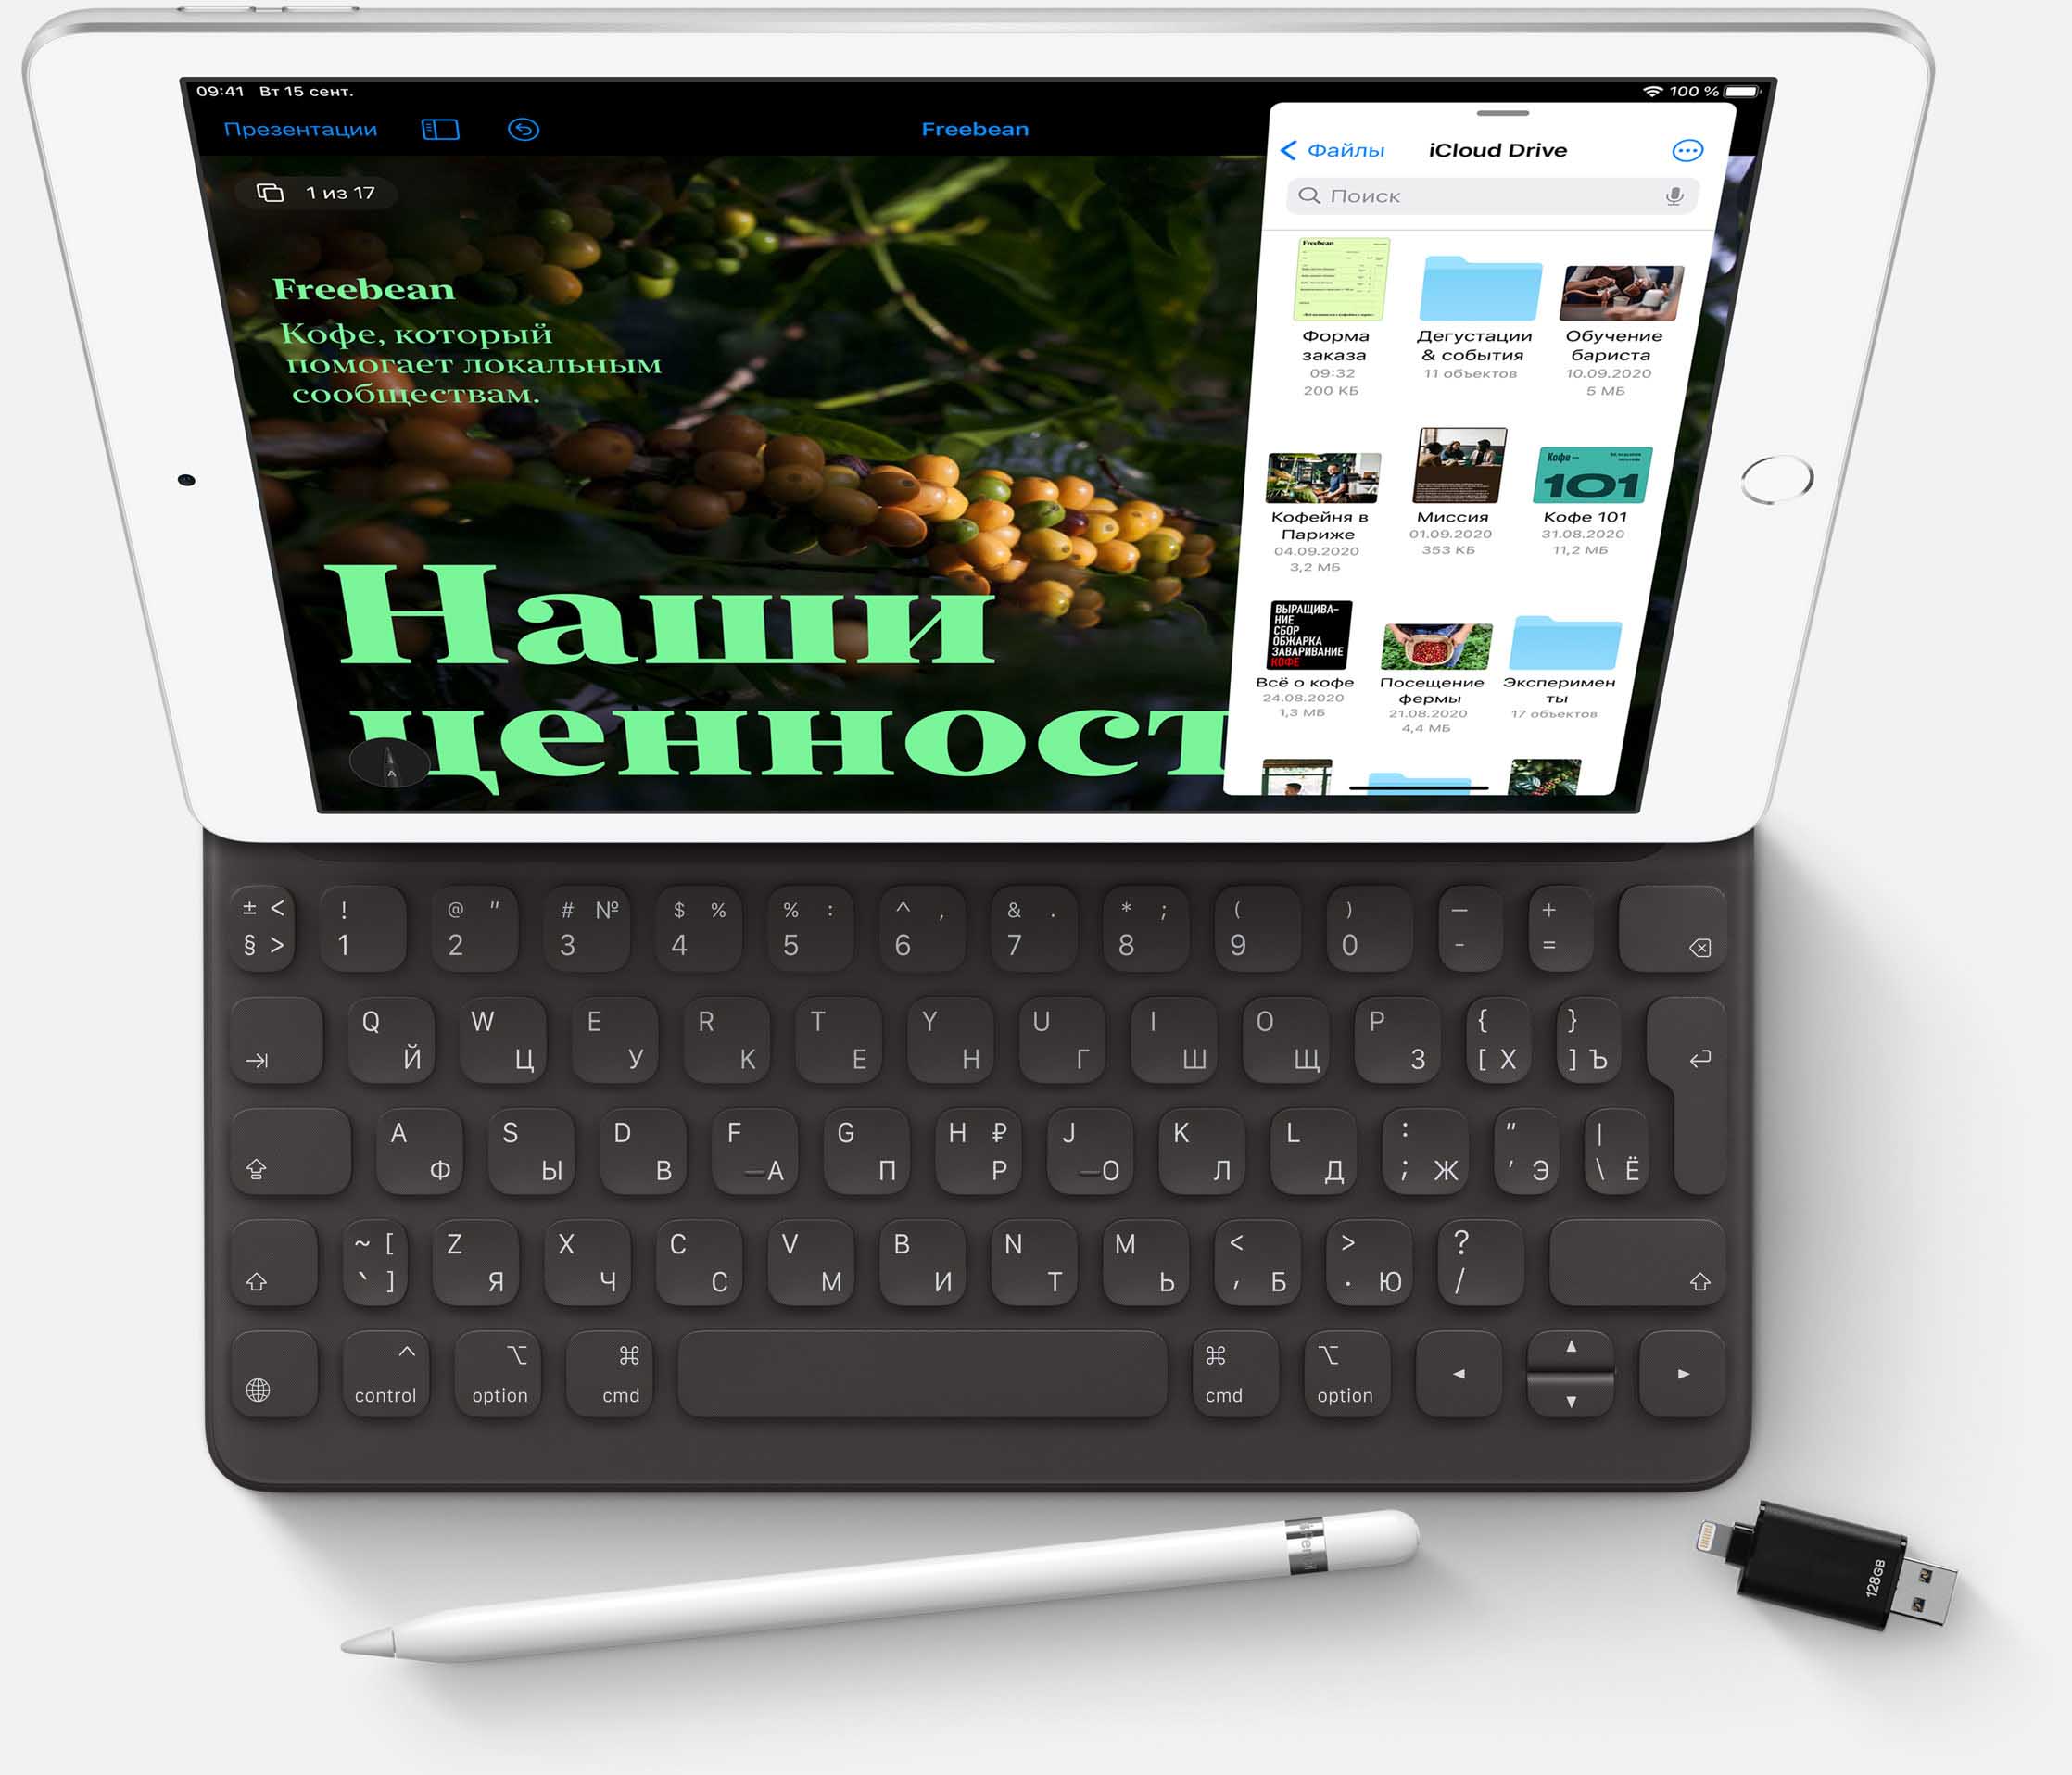 09:41 Вт 15 сент.
100 %
Презентации
Freebean
1 из 17
Freebean
Кофе, который
помогает локальным
сообществам.
Наши
ценност
Файлы
iCloud Drive
Поиск
Freebean
Форма
заказа
09:32
200 КБ
Дегустации
& события
11 объектов
Обучение
бариста
10.09.2020
5 МБ
Кофе —
101
Кофейня в
Париже
04.09.2020
3,2 МБ
Миссия
01.09.2020
353 КБ
Кофе 101
31.08.2020
11,2 МБ
ВЫРАЩИВА-
НИЕ
СБОР
ОБЖАРКА
ЗАВАРИВАНИЕ
КОФЕ
Всё о кофе
24.08.2020
1,3 МБ
Посещение
фермы
21.08.2020
4,4 МБ
Эксперимен
ты
17 объектов
A
± < ! @ " # № $ % % : ^ , & . * ; ( ) — +
§ > 1 2 3 4 5 6 7 8 9 0 - =
Q W E R T Y U I O P { }
Й Ц У К Е Н Г Ш Щ З [ Х ] Ъ
A S D F G H ₽ J K L : " |
Ф Ы В А П Р О Л Д ; Ж ' Э \ Ё
~ [ Z X C V B N M < > ?
` ] Я Ч С М И Т Ь , Б . Ю /
^ ⌥ ⌘ ⌘ ⌥
control option cmd cmd option
128GB